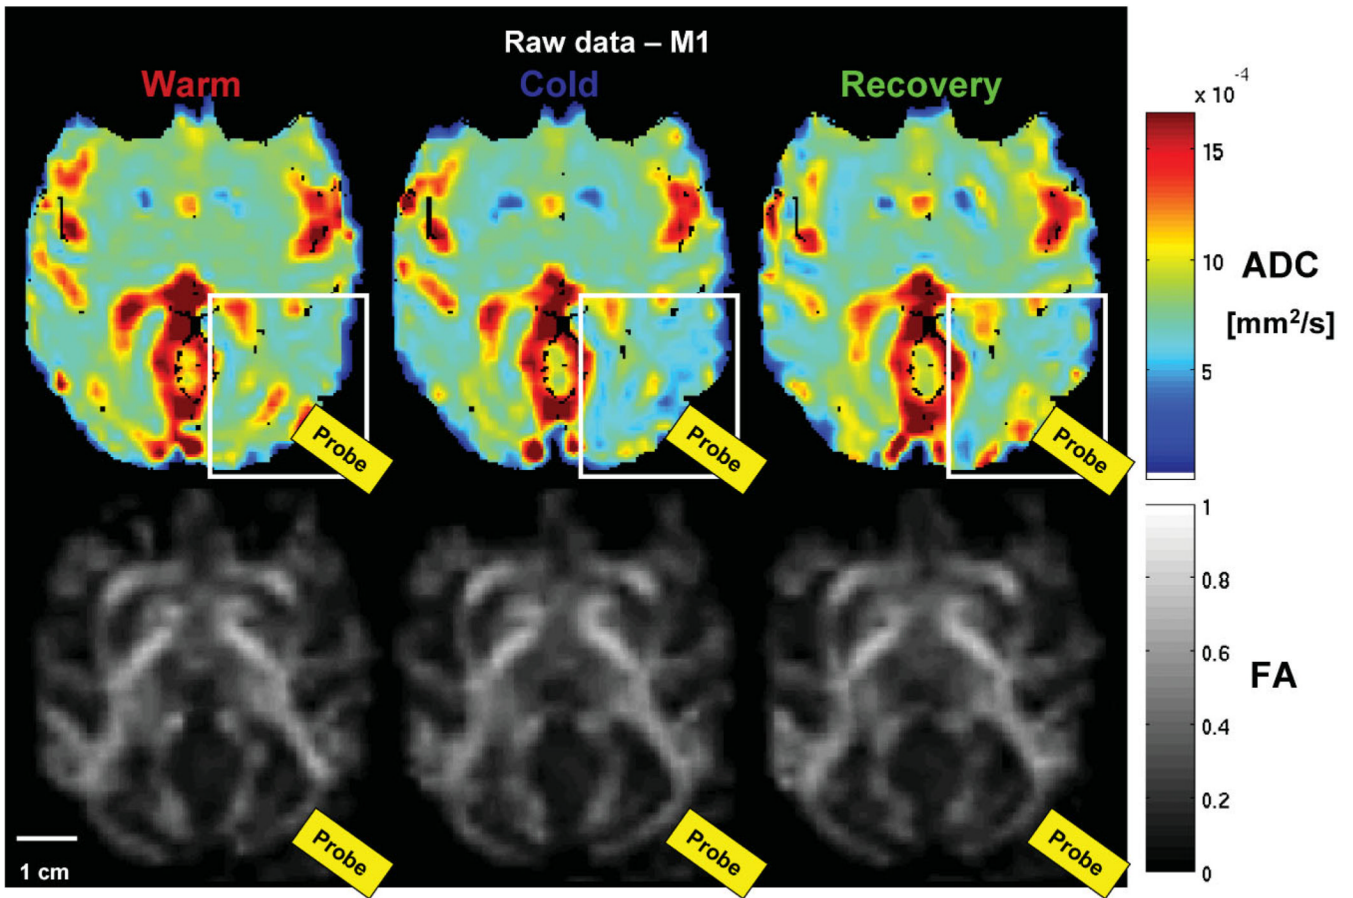 Raw data – M1
Warm
Cold
Recovery
x 10⁻⁴
15
10
5
ADC
[mm²/s]
Probe
Probe
Probe
1
0.8
0.6
0.4
0.2
0
FA
Probe
Probe
Probe
1 cm